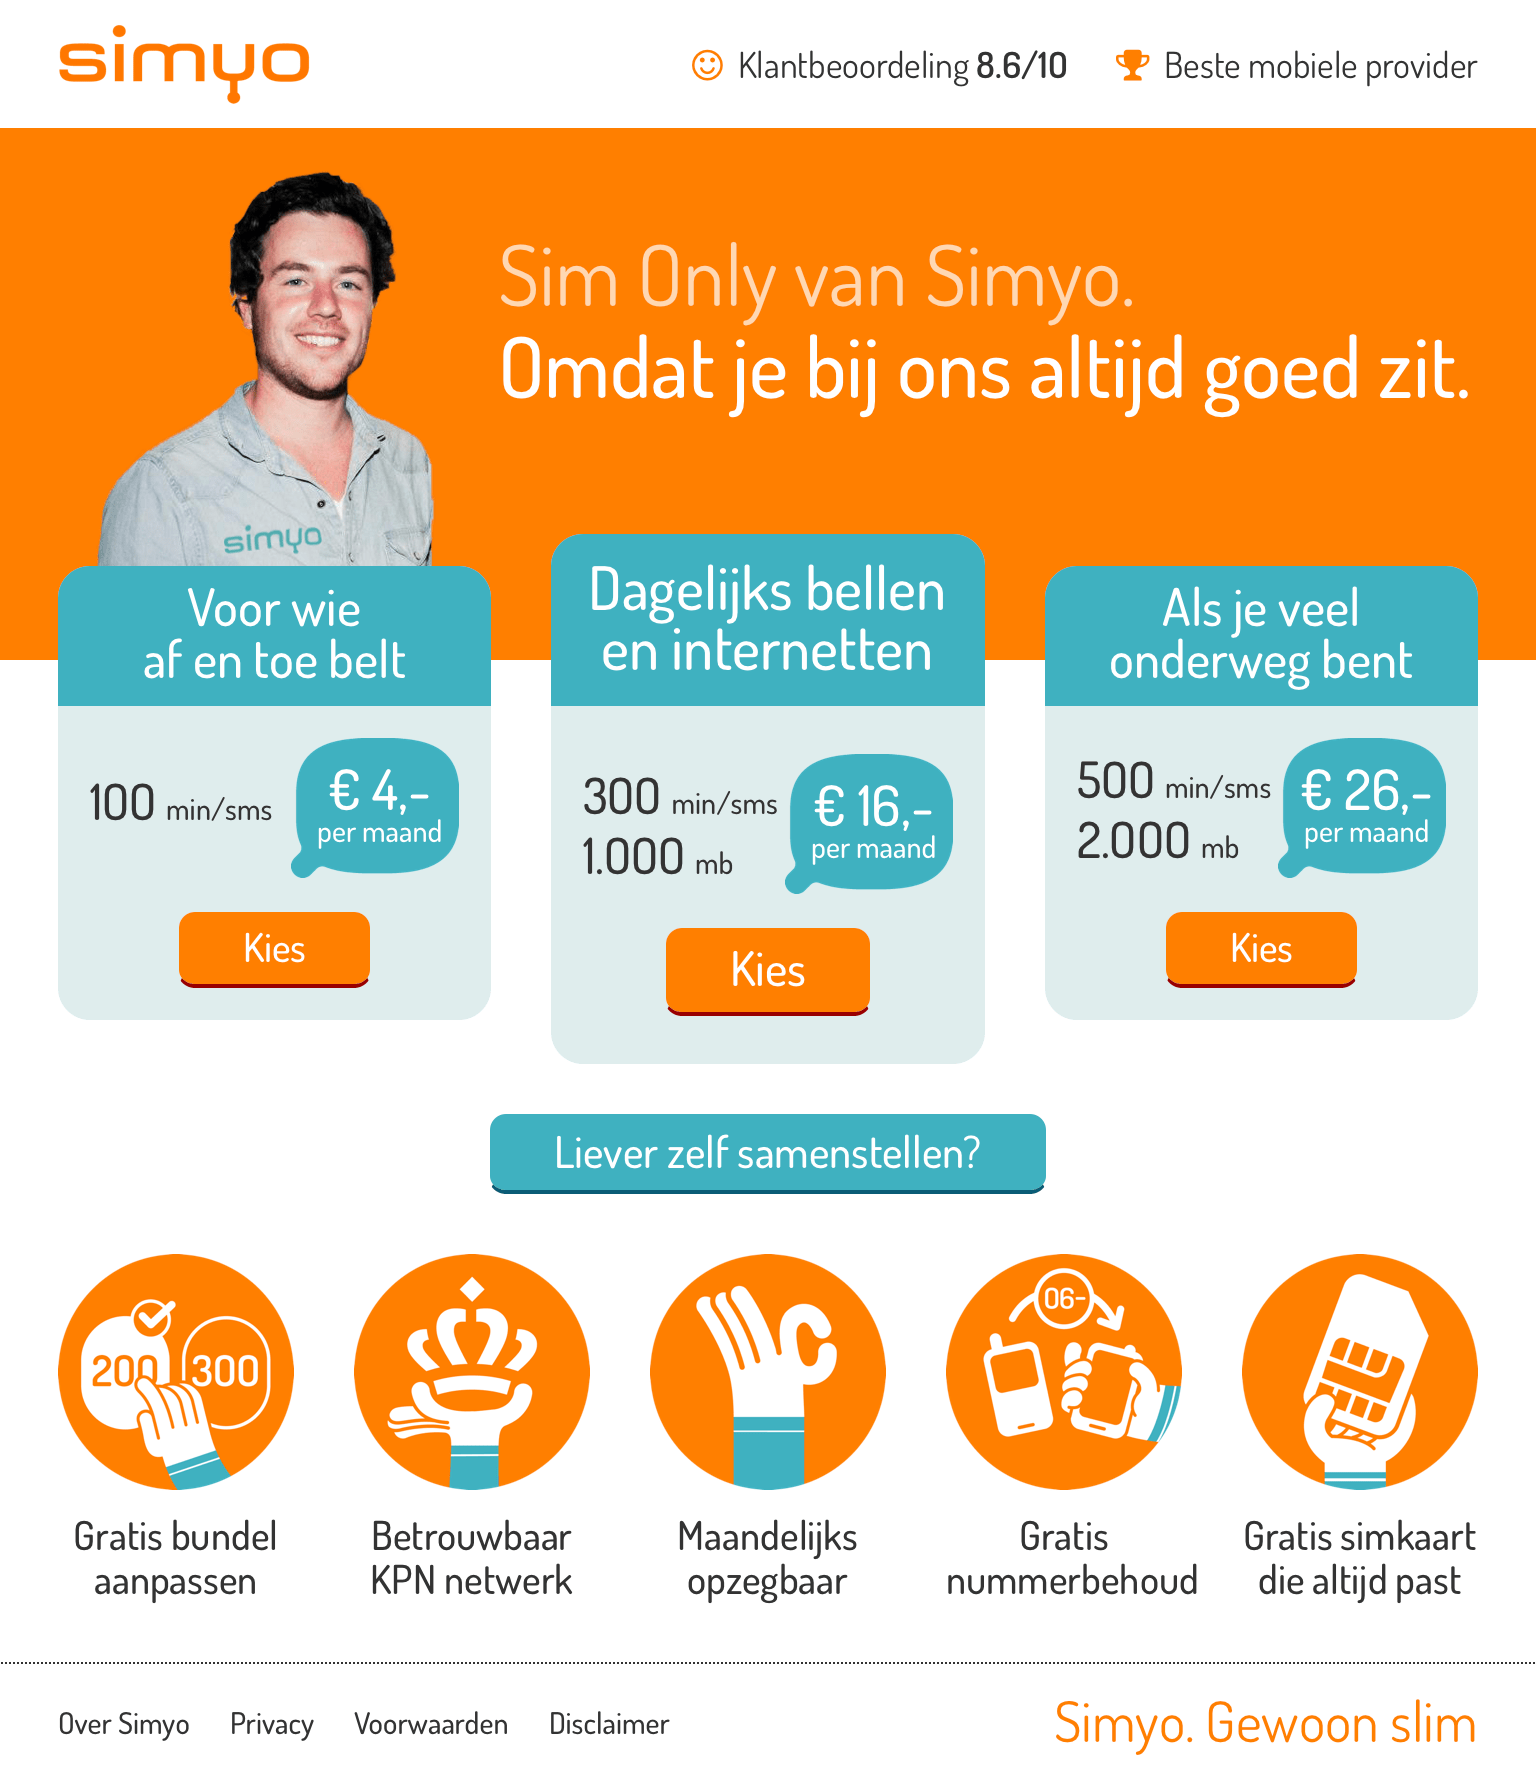 simyo
Klantbeoordeling 8.6/10
Beste mobiele provider
Sim Only van Simyo.
Omdat je bij ons altijd goed zit.
simyo
Voor wie
af en toe belt
100 min/sms
€ 4,-
per maand
Kies
Dagelijks bellen
en internetten
300 min/sms
1.000 mb
€ 16,-
per maand
Kies
Als je veel
onderweg bent
500 min/sms
2.000 mb
€ 26,-
per maand
Kies
Liever zelf samenstellen?
200
300
06-
Gratis bundel
aanpassen
Betrouwbaar
KPN netwerk
Maandelijks
opzegbaar
Gratis
nummerbehoud
Gratis simkaart
die altijd past
Over Simyo
Privacy
Voorwaarden
Disclaimer
Simyo. Gewoon slim